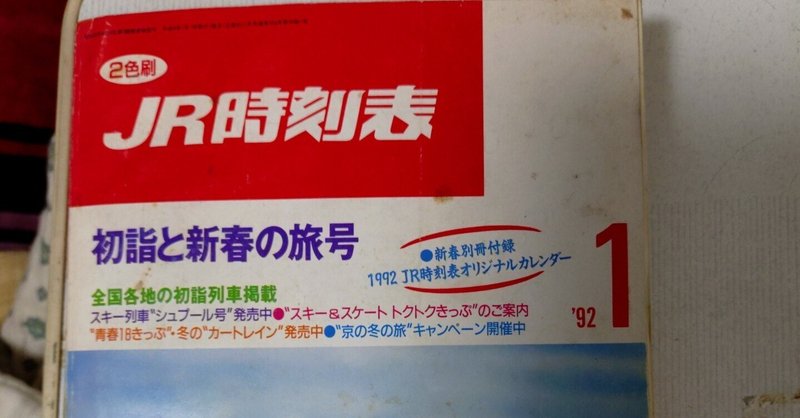 2色刷
JR時刻表
初詣と新春の旅号
●新春別冊付録
1992 JR時刻表オリジナルカレンダー
1
'92
全国各地の初詣列車掲載
スキー列車“シュプール号”発売中●“スキー&スケート トクトクきっぷ”のご案内
“青春18きっぷ”・冬の“カートレイン”発売中●“京の冬の旅”キャンペーン開催中